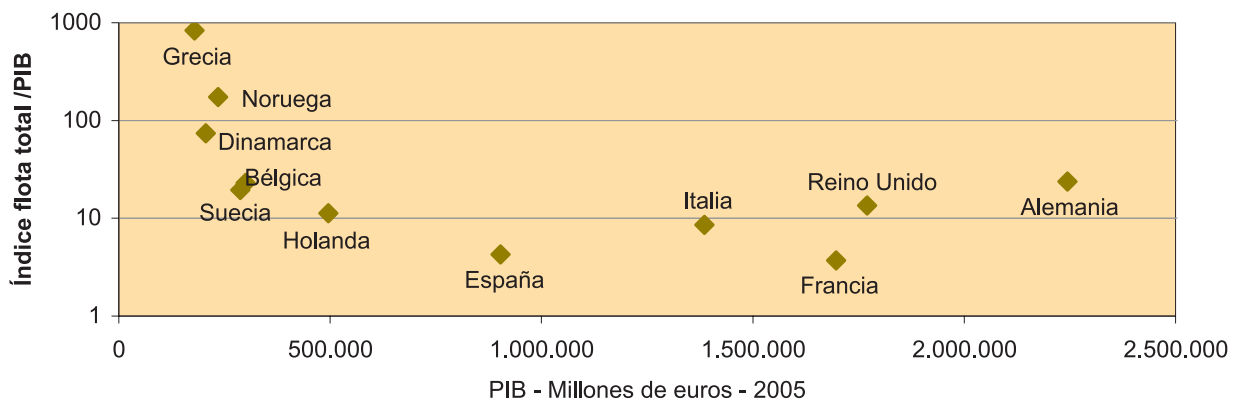 Índice flota total /PIB
1000
100
10
1
Grecia
Noruega
Dinamarca
Bélgica
Suecia
Holanda
España
Italia
Reino Unido
Francia
Alemania
0
500.000
1.000.000
1.500.000
2.000.000
2.500.000
PIB - Millones de euros - 2005